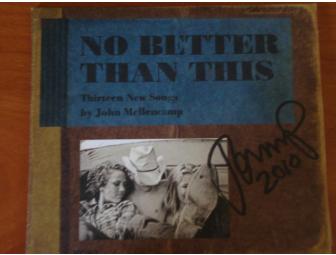 NO BETTER
THAN THIS
Thirteen New Songs
by John Mellencamp
2010